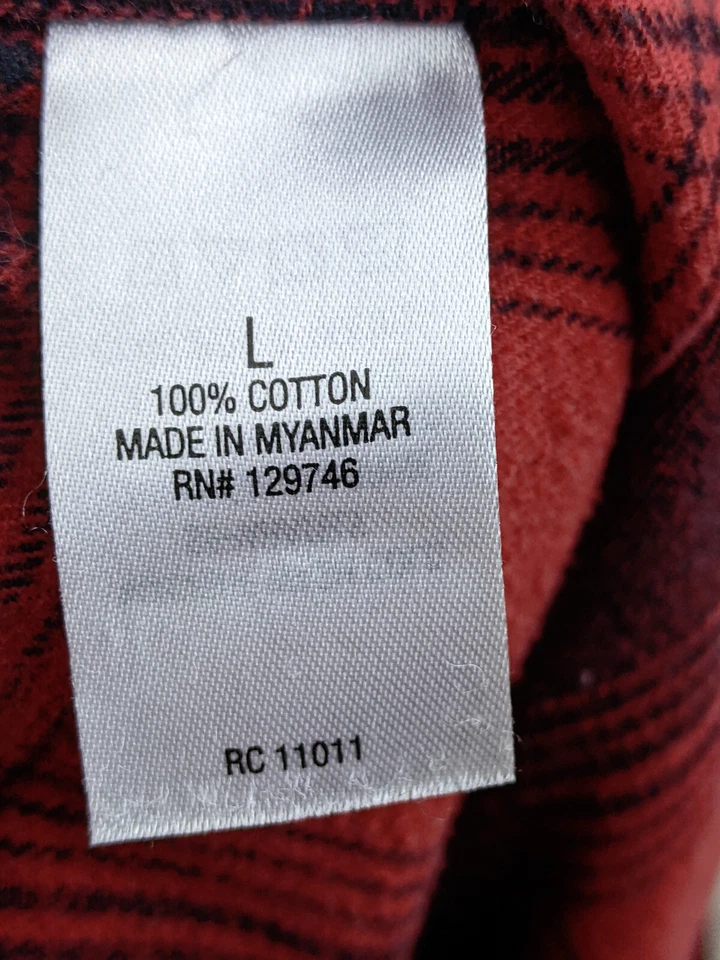 L
100% COTTON
MADE IN MYANMAR
RN# 129746
RC 11011